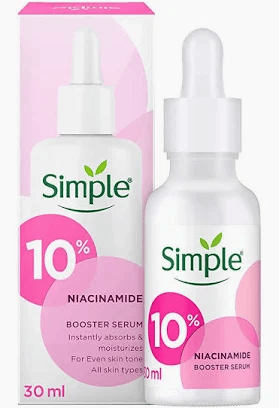 Simple®
10%
NIACINAMIDE
BOOSTER SERUM
Instantly absorbs &
moisturizes
For Even skin tone
All skin types
30 ml
Simple®
10%
NIACINAMIDE
BOOSTER SERUM